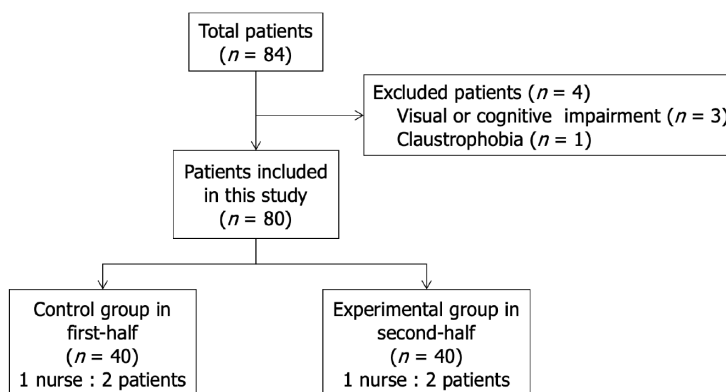 Total patients
(n = 84)
Excluded patients (n = 4)
Visual or cognitive impairment (n = 3)
Claustrophobia (n = 1)
Patients included
in this study
(n = 80)
Control group in
first-half
(n = 40)
1 nurse : 2 patients
Experimental group in
second-half
(n = 40)
1 nurse : 2 patients